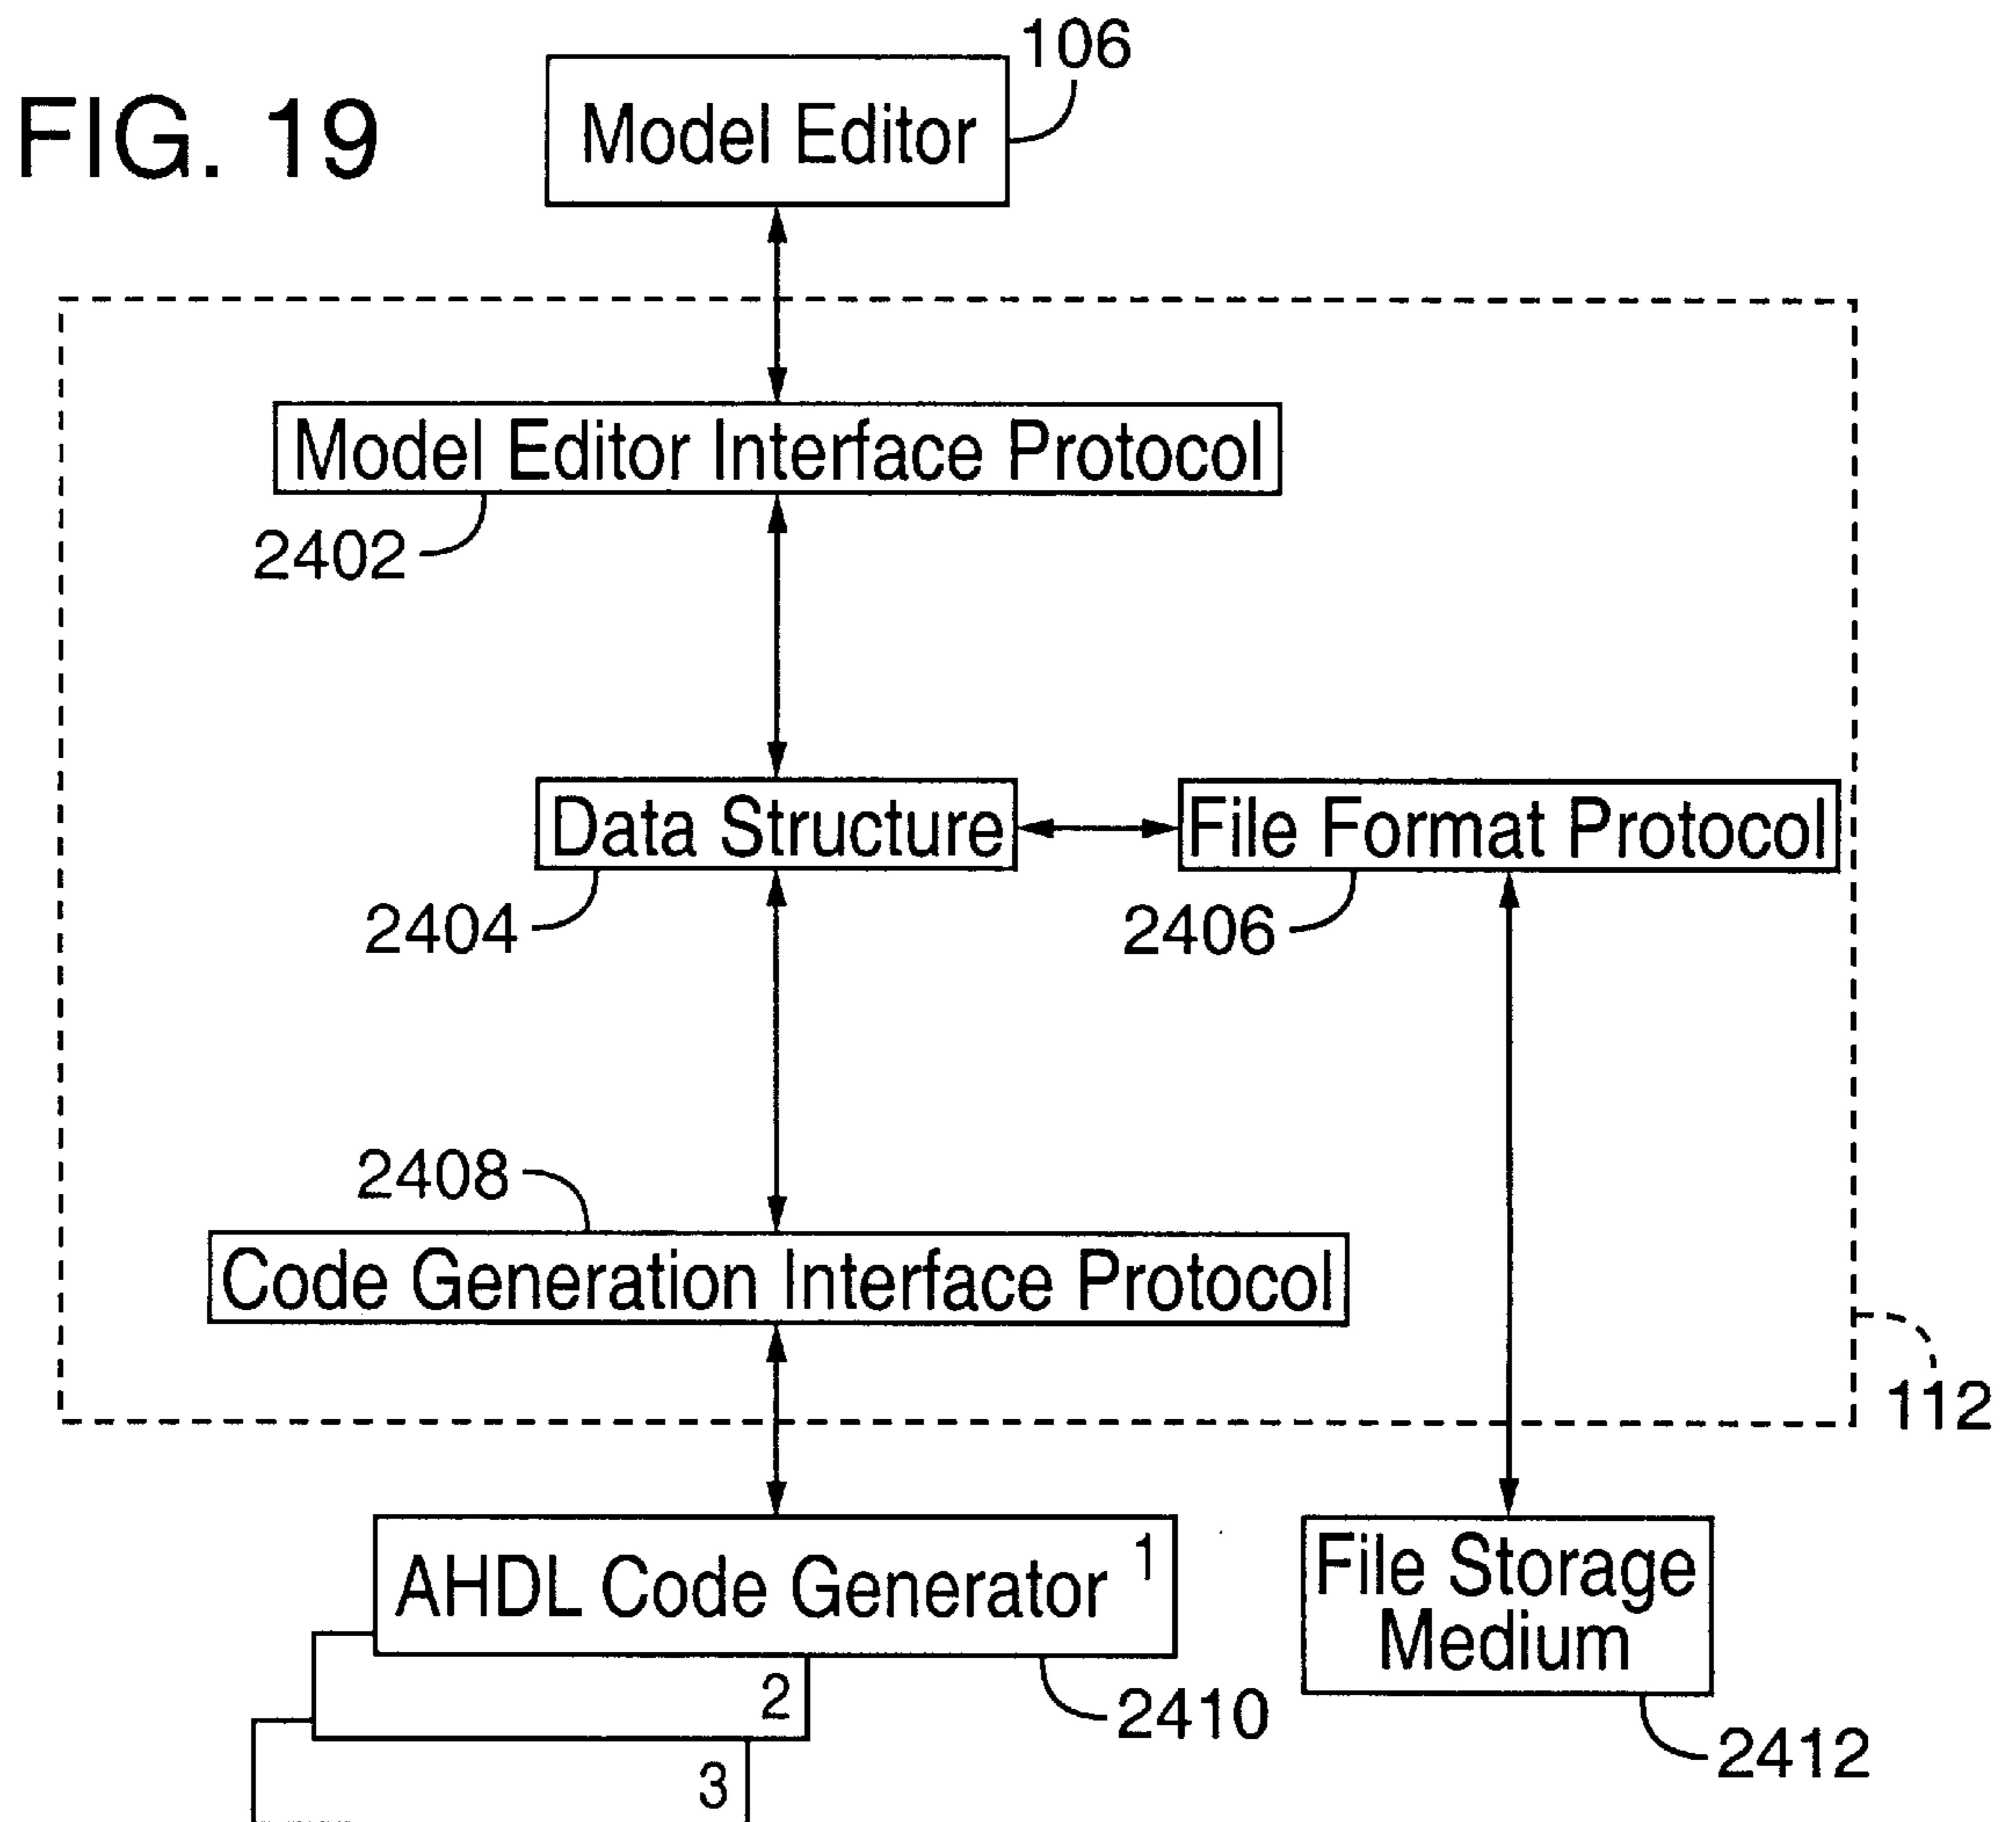 FIG. 19
106
Model Editor
Model Editor Interface Protocol
2402
Data Structure
File Format Protocol
2404
2406
2408
Code Generation Interface Protocol
112
AHDL Code Generator 1
File Storage
Medium
2
2410
2412
3